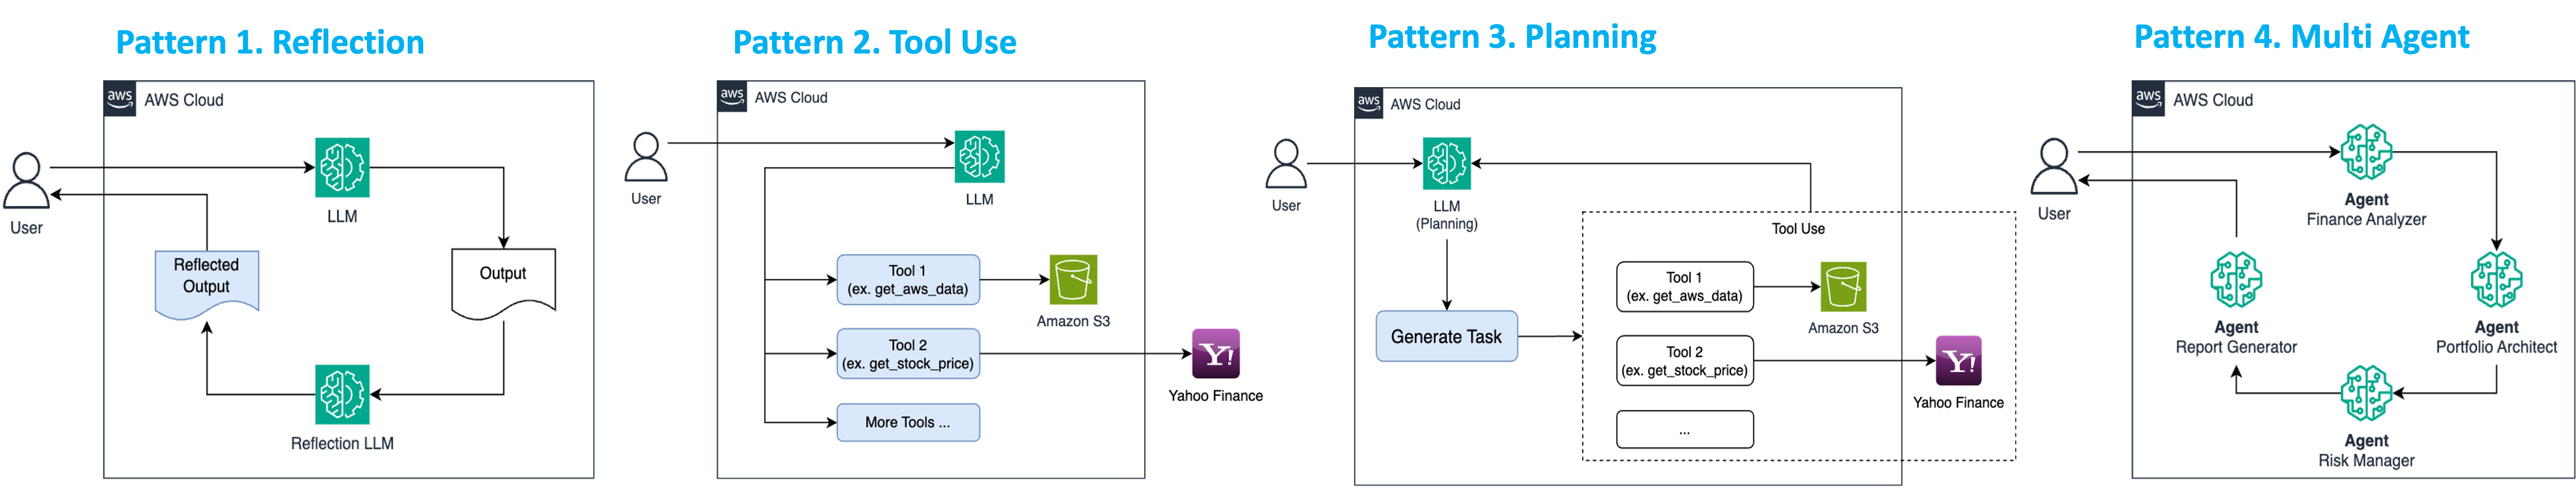 Pattern 1. Reflection
aws
AWS Cloud
User
LLM
Reflected
Output
Output
Reflection LLM
Pattern 2. Tool Use
aws
AWS Cloud
User
LLM
Tool 1
(ex. get_aws_data)
Amazon S3
Tool 2
(ex. get_stock_price)
Y!
Yahoo Finance
More Tools ...
Pattern 3. Planning
aws
AWS Cloud
User
LLM
(Planning)
Generate Task
Tool Use
Tool 1
(ex. get_aws_data)
Amazon S3
Tool 2
(ex. get_stock_price)
Y!
Yahoo Finance
...
Pattern 4. Multi Agent
aws
AWS Cloud
User
Agent
Finance Analyzer
Agent
Report Generator
Agent
Portfolio Architect
Agent
Risk Manager